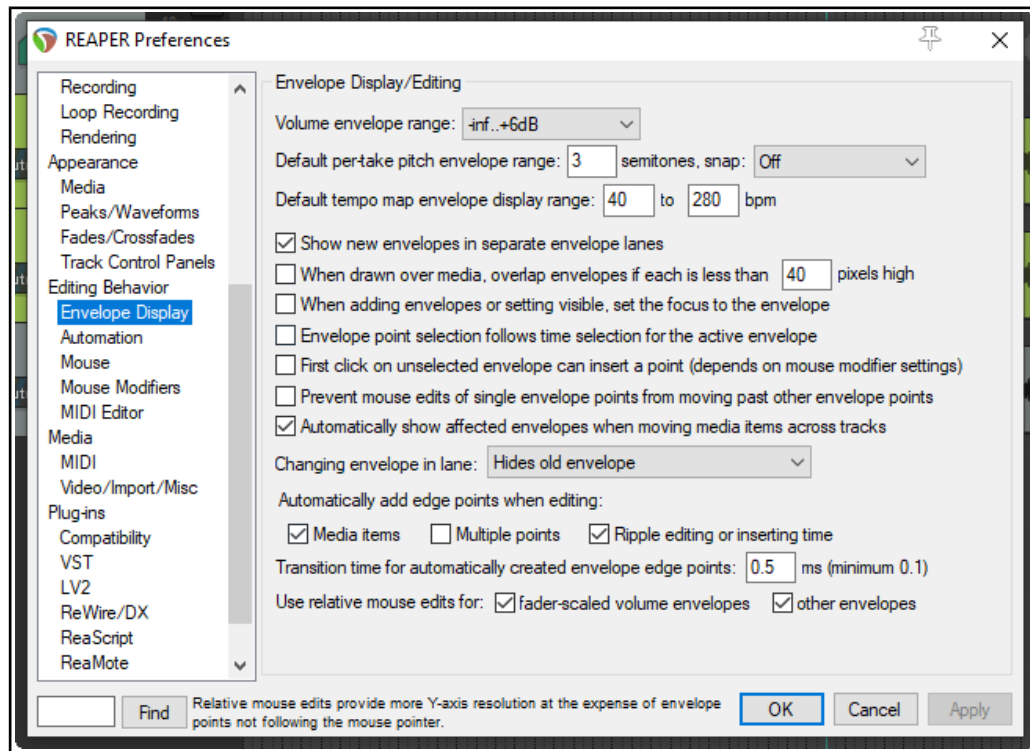 REAPER Preferences
Recording
Loop Recording
Rendering
Appearance
Media
Peaks/Waveforms
Fades/Crossfades
Track Control Panels
Editing Behavior
Envelope Display
Automation
Mouse
Mouse Modifiers
MIDI Editor
Media
MIDI
Video/Import/Misc
Plug-ins
Compatibility
VST
LV2
ReWire/DX
ReaScript
ReaMote
Envelope Display/Editing
Volume envelope range: -inf..+6dB
Default per-take pitch envelope range: 3 semitones, snap: Off
Default tempo map envelope display range: 40 to 280 bpm
Show new envelopes in separate envelope lanes
When drawn over media, overlap envelopes if each is less than 40 pixels high
When adding envelopes or setting visible, set the focus to the envelope
Envelope point selection follows time selection for the active envelope
First click on unselected envelope can insert a point (depends on mouse modifier settings)
Prevent mouse edits of single envelope points from moving past other envelope points
Automatically show affected envelopes when moving media items across tracks
Changing envelope in lane: Hides old envelope
Automatically add edge points when editing:
Media items Multiple points Ripple editing or inserting time
Transition time for automatically created envelope edge points: 0.5 ms (minimum 0.1)
Use relative mouse edits for: fader-scaled volume envelopes other envelopes
Find
Relative mouse edits provide more Y-axis resolution at the expense of envelope
points not following the mouse pointer.
OK Cancel Apply